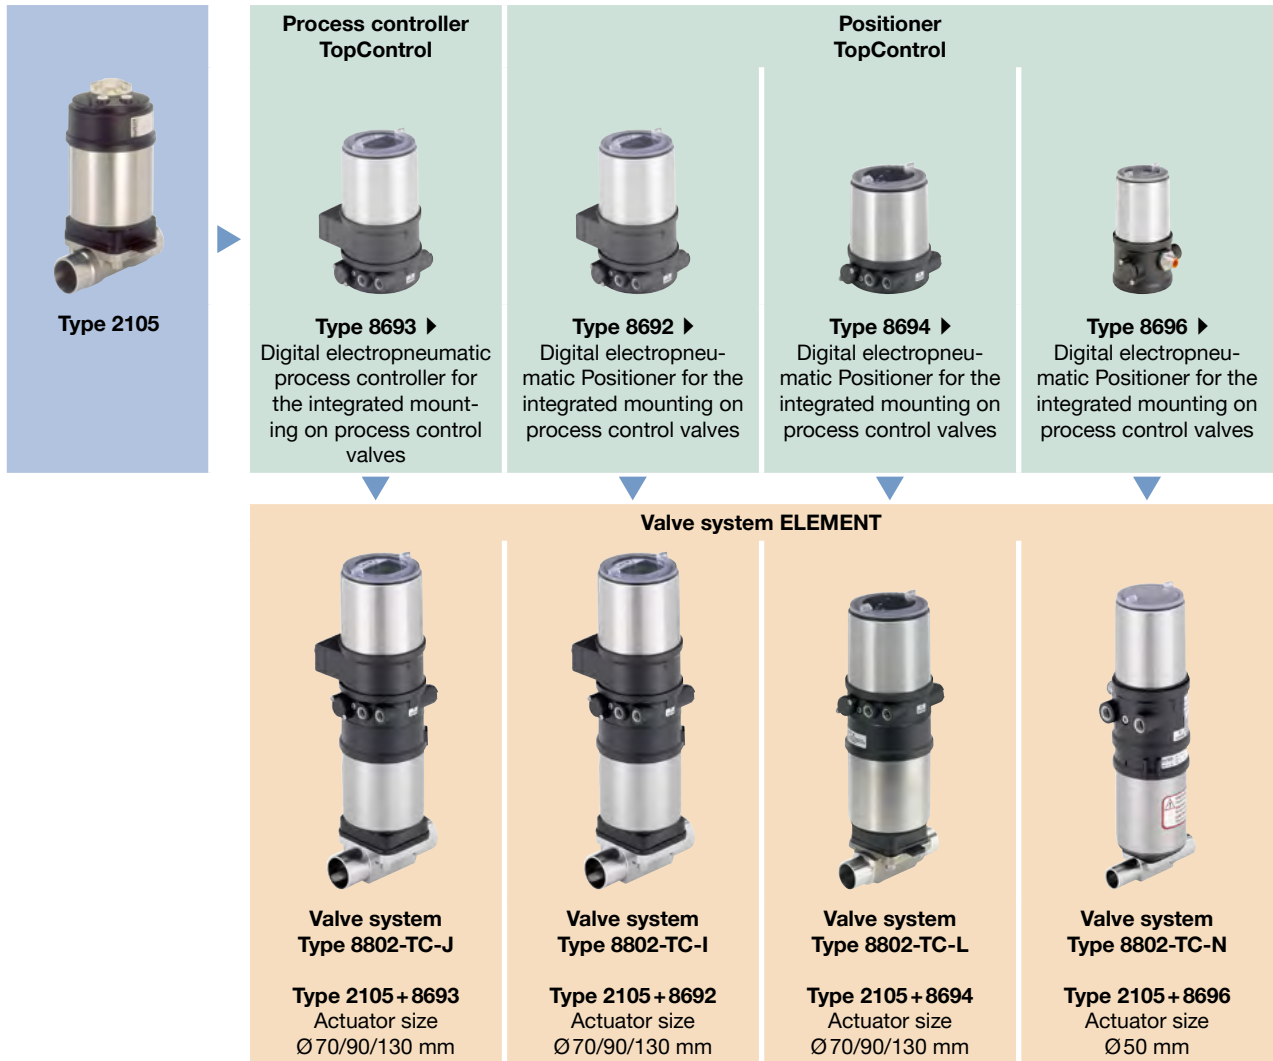 Process controller
TopControl
Positioner
TopControl
Type 2105
Type 8693
Digital electropneumatic
process controller for
the integrated mount-
ing on process control
valves
Type 8692
Digital electropneu-
matic Positioner for the
integrated mounting on
process control valves
Type 8694
Digital electropneu-
matic Positioner for the
integrated mounting on
process control valves
Type 8696
Digital electropneu-
matic Positioner for the
integrated mounting on
process control valves
Valve system ELEMENT
Valve system
Type 8802-TC-J
Type 2105+8693
Actuator size
Ø 70/90/130 mm
Valve system
Type 8802-TC-I
Type 2105+8692
Actuator size
Ø 70/90/130 mm
Valve system
Type 8802-TC-L
Type 2105+8694
Actuator size
Ø 70/90/130 mm
Valve system
Type 8802-TC-N
Type 2105+8696
Actuator size
Ø 50 mm